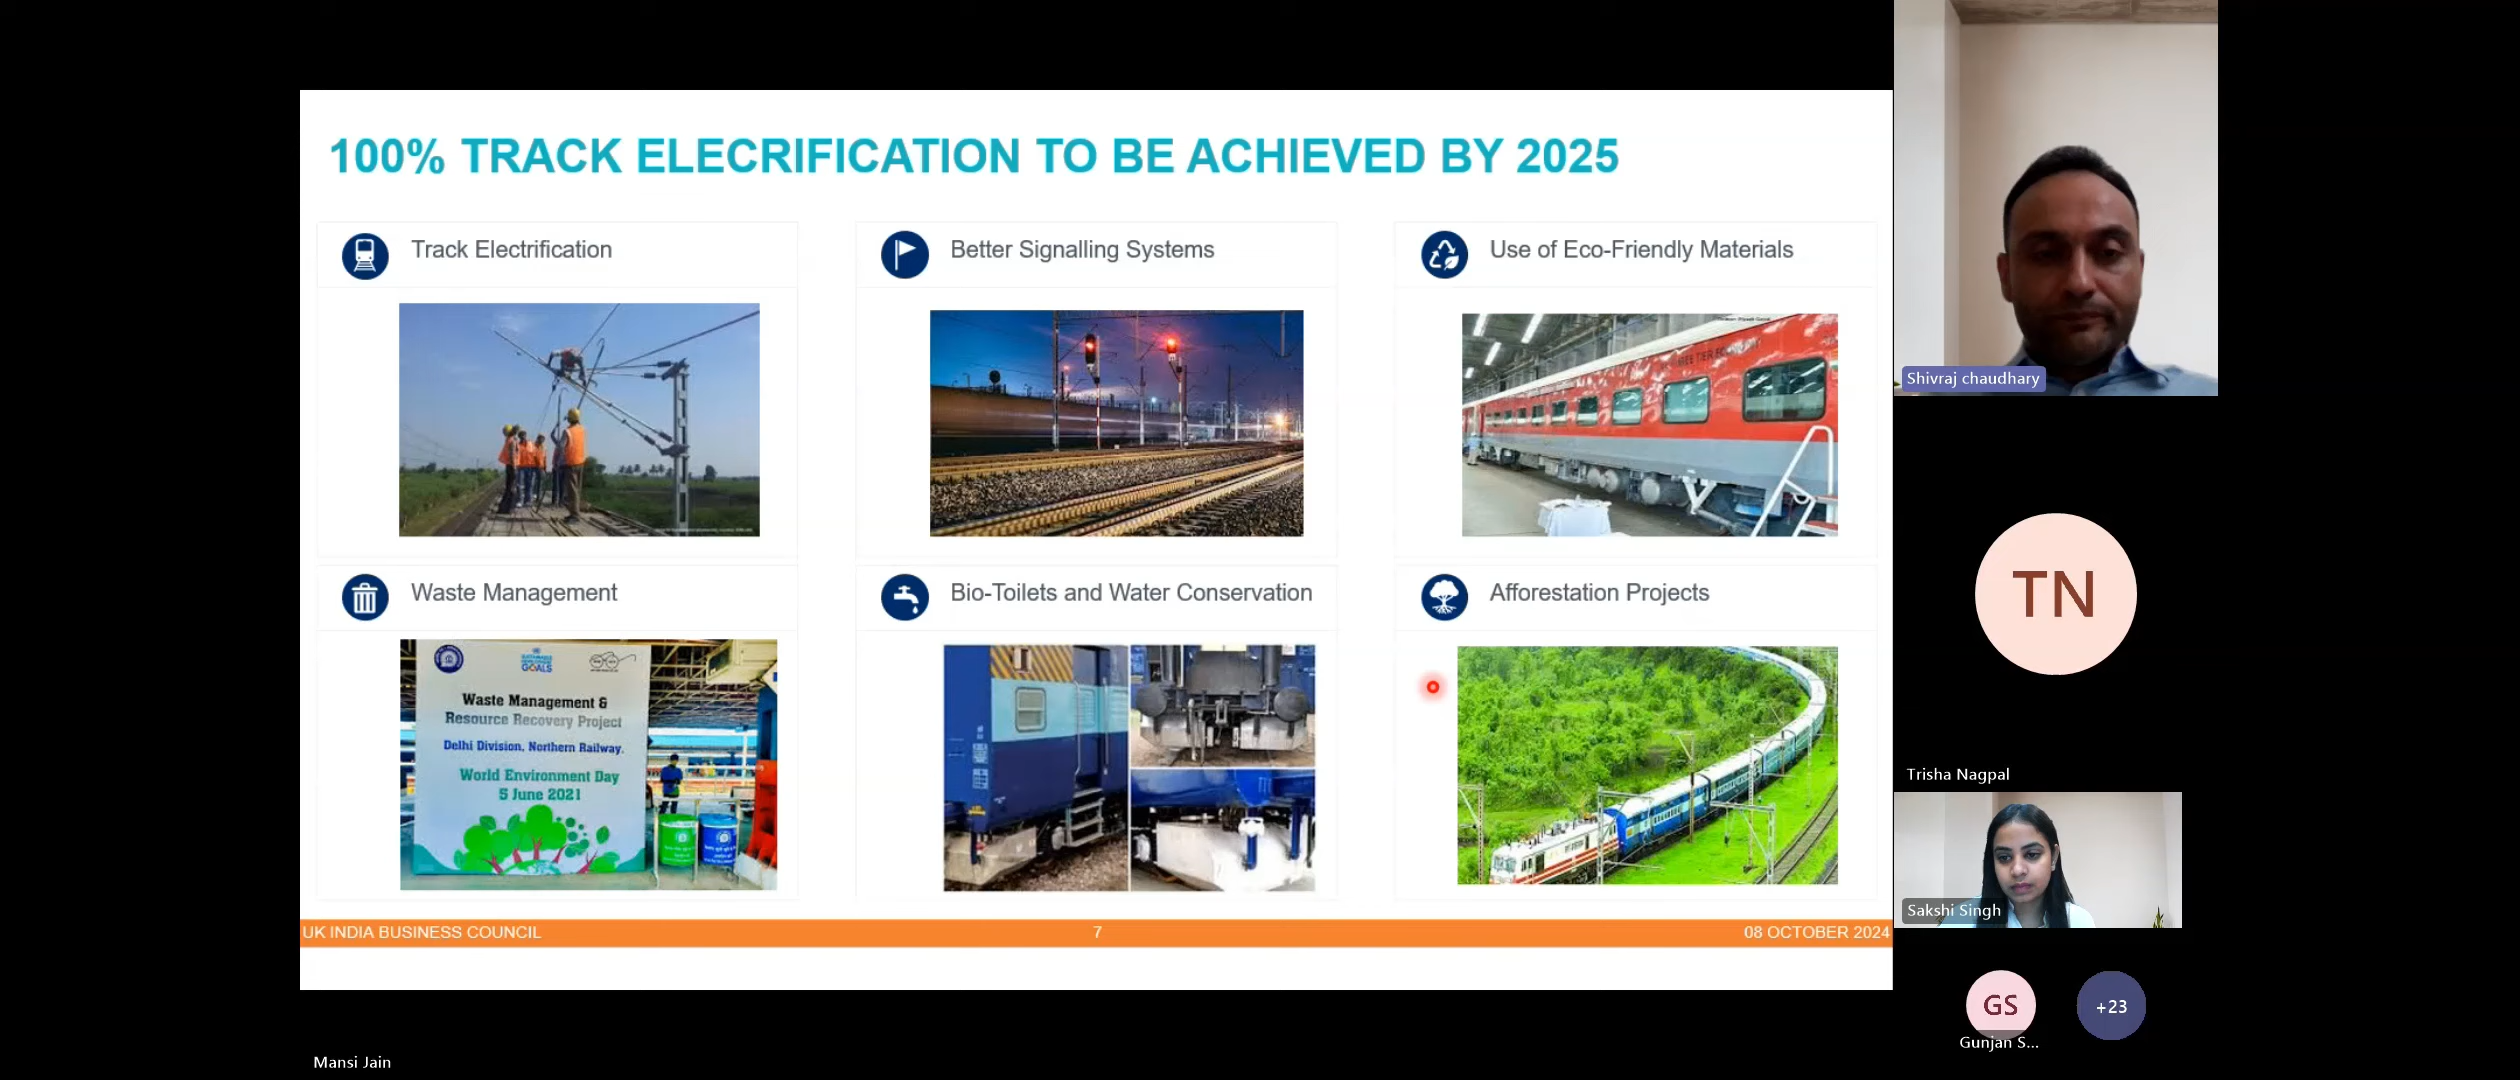 100% TRACK ELECRIFICATION TO BE ACHIEVED BY 2025
Track Electrification
Better Signalling Systems
Use of Eco-Friendly Materials
Waste Management
Bio-Toilets and Water Conservation
Afforestation Projects
GOALS
Waste Management &
Resource Recovery Project
Delhi Division, Northern Railway.
World Environment Day
5 June 2021
UK INDIA BUSINESS COUNCIL
7
08 OCTOBER 2024
Mansi Jain
Shivraj chaudhary
TN
Trisha Nagpal
Sakshi Singh
GS
+23
Gunjan S...